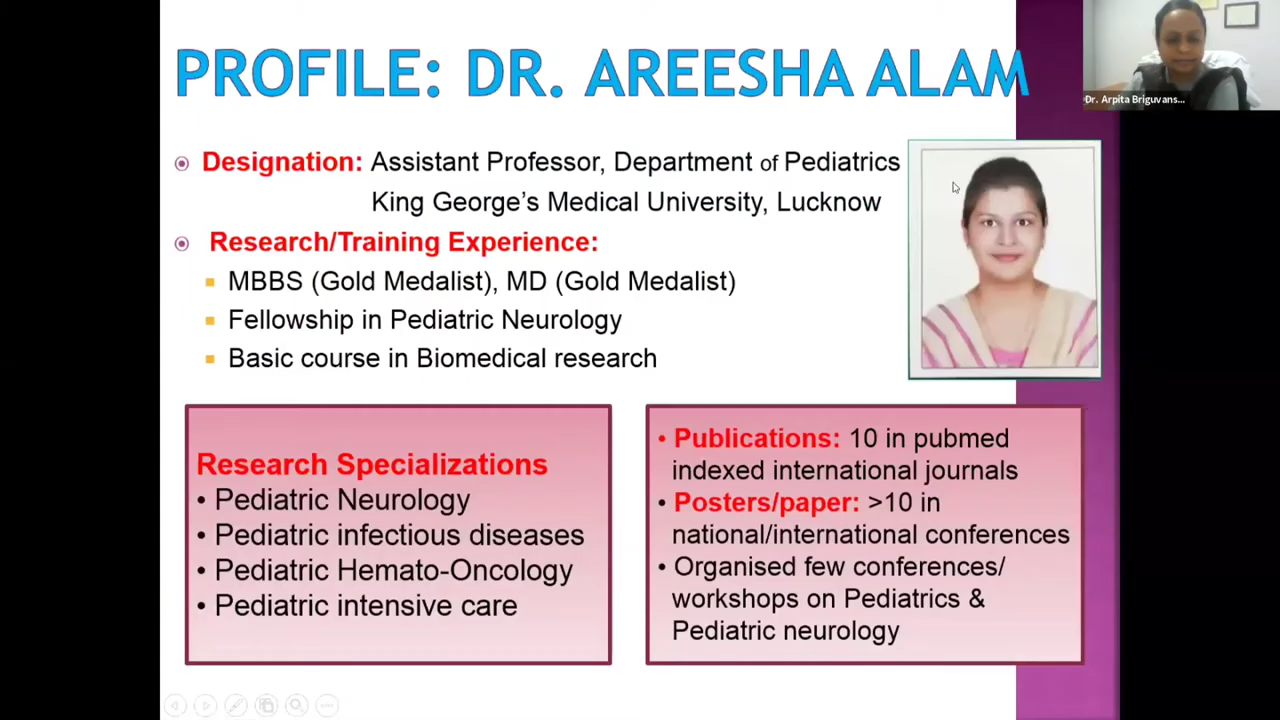 PROFILE: DR. AREESHA ALAM
Dr. Arpita Briguvans...
Designation: Assistant Professor, Department of Pediatrics
King George's Medical University, Lucknow
Research/Training Experience:
MBBS (Gold Medalist), MD (Gold Medalist)
Fellowship in Pediatric Neurology
Basic course in Biomedical research
Research Specializations
• Pediatric Neurology
• Pediatric infectious diseases
• Pediatric Hemato-Oncology
• Pediatric intensive care
• Publications: 10 in pubmed
indexed international journals
• Posters/paper: >10 in
national/international conferences
• Organised few conferences/
workshops on Pediatrics &
Pediatric neurology